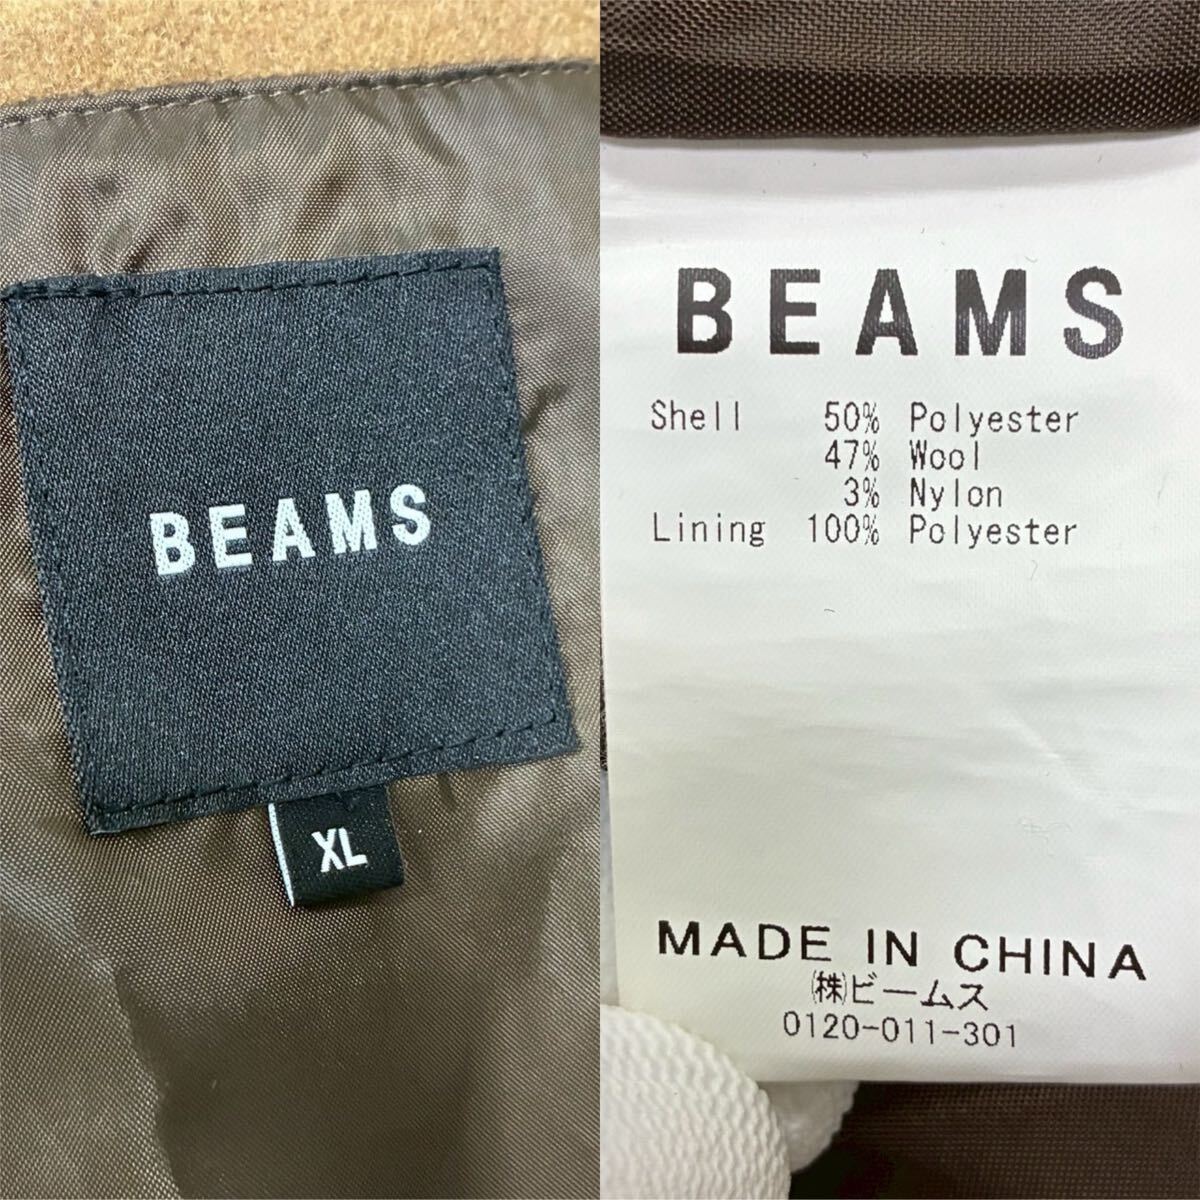 BEAMS
XL
BEAMS
Shell 50% Polyester
47% Wool
3% Nylon
Lining 100% Polyester
MADE IN CHINA
㈱ビームス
0120-011-301